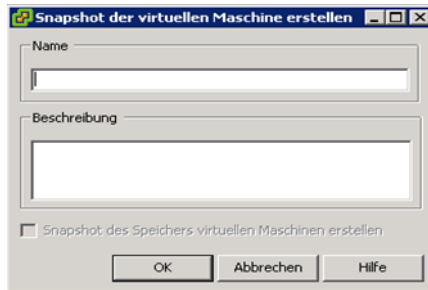 Snapshot der virtuellen Maschine erstellen
Name
Beschreibung
Snapshot des Speichers virtuellen Maschinen erstellen
OK Abbrechen Hilfe